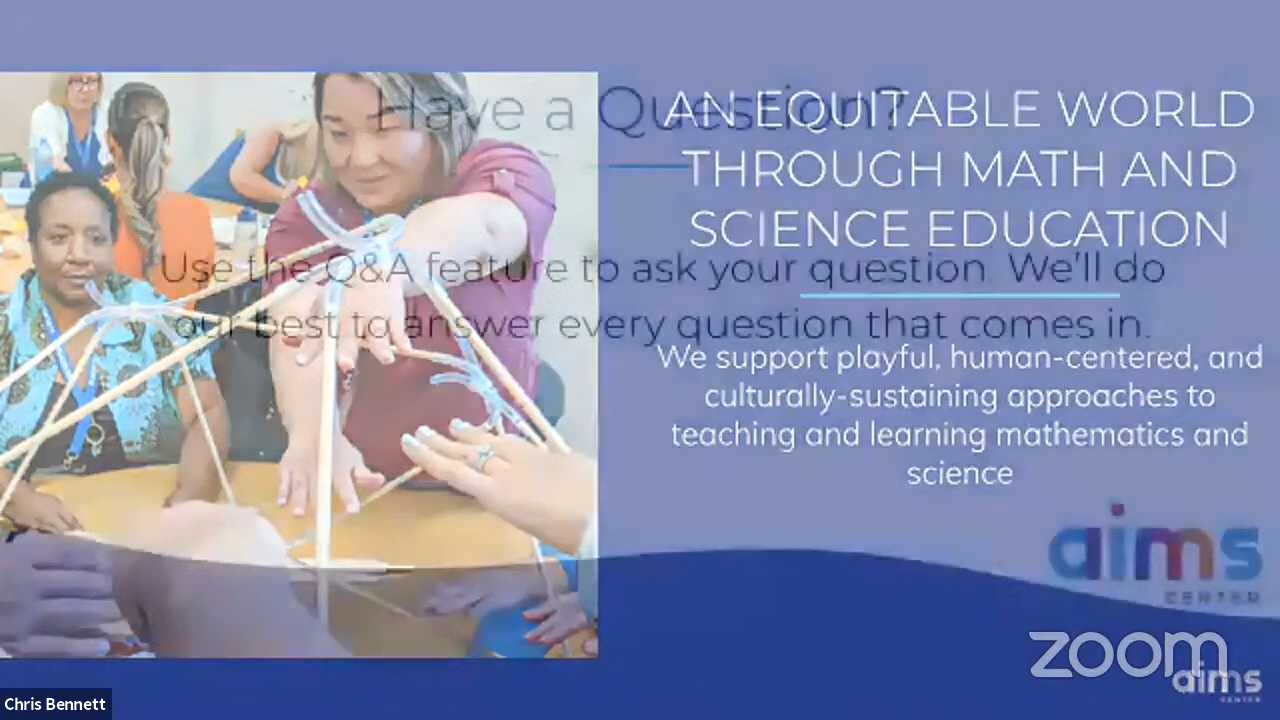 Have a Question?
Use the Q&A feature to ask your question. We'll do
our best to answer every question that comes in.
AN EQUITABLE WORLD
THROUGH MATH AND
SCIENCE EDUCATION
We support playful, human-centered, and
culturally-sustaining approaches to
teaching and learning mathematics and
science
aims
CENTER
zoom
aims
CENTER
Chris Bennett